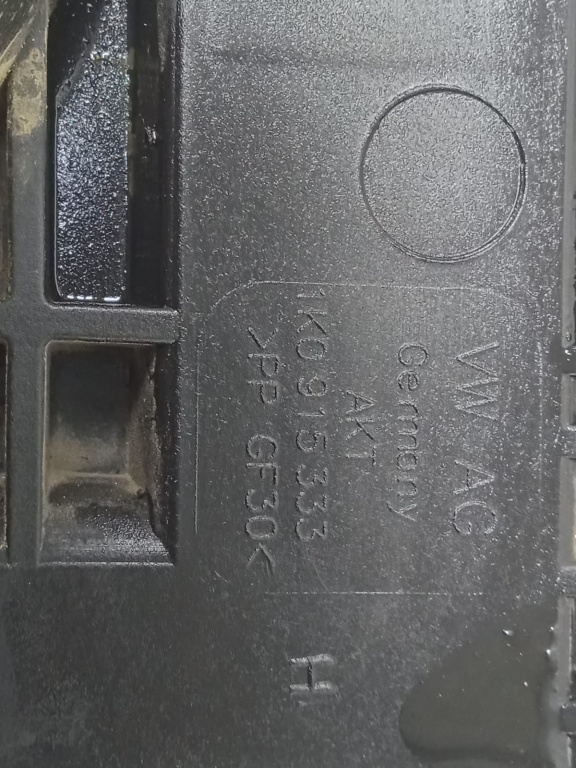 VW AG
Germany
AKT
1K0 915 333
>PP GF30<
H